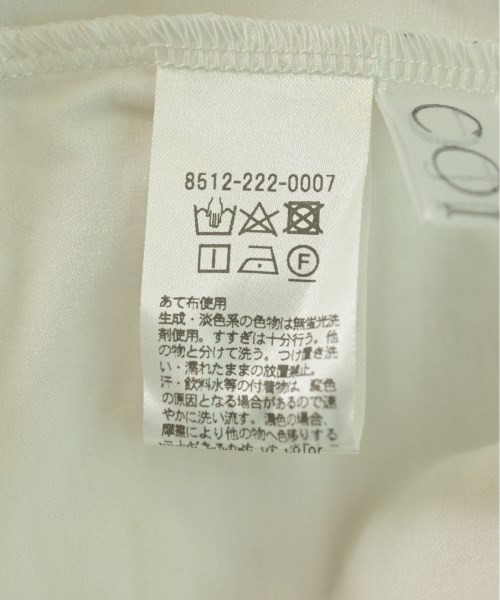 8512-222-0007
F
あて布使用
生成・淡色系の色物は無蛍光洗
剤使用。すすぎは十分行う。他
の物と分けて洗う。つけ置き洗
い・濡れたままの放置禁止。
汗・飲料水等の付着物は、変色
の原因となる場合があるので速
やかに洗い流す。濃色の場合、
摩擦により他の物へ色移りする
color